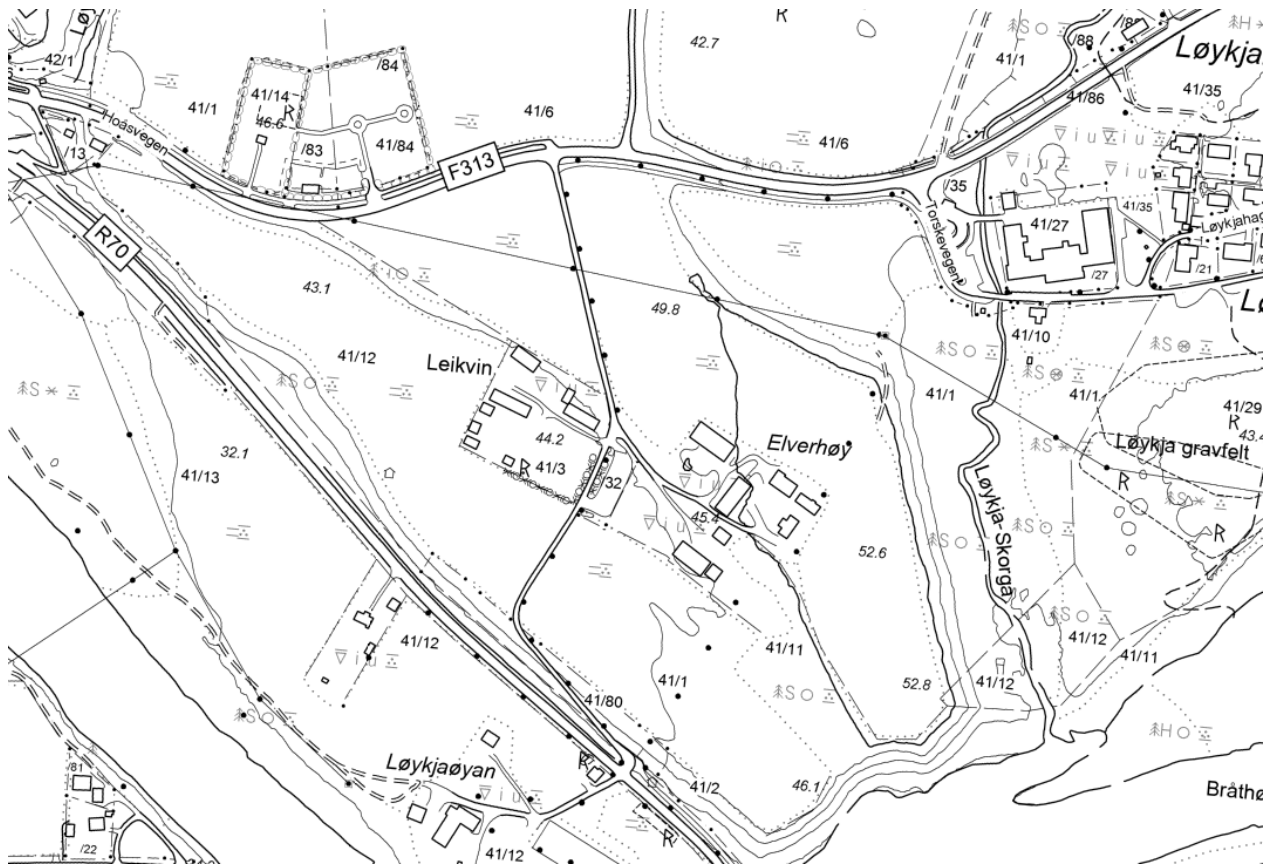 R
42.7
S
/88
41/1
H
Løykja
42/1
/84
41/14
R
46.6
41/1
41/6
41/86
41/35
41/6
i u
i u
Hoåsvegen
/13
/83
41/84
F313
/35
Torskevegen
41/27
41/35
Løykjahag
/27
/21
R70
43.1
49.8
41/10
41/12
Leikvin
S
S
S
i u
41/1
41/1
41/29
R
43.4
S
32.1
44.2
Elverhøy
S
Løykja gravfelt
41/13
41/3
R
32
i u
R
S
i u
45.4
52.6
S
S
R
Løykja-Skorga
S
41/12
41/12
41/11
41/11
i u
41/1
S
52.8
41/12
41/80
S
H
Løykjaøyan
R
/81
i u
41/2
46.1
Bråthø
R
/22
41/12